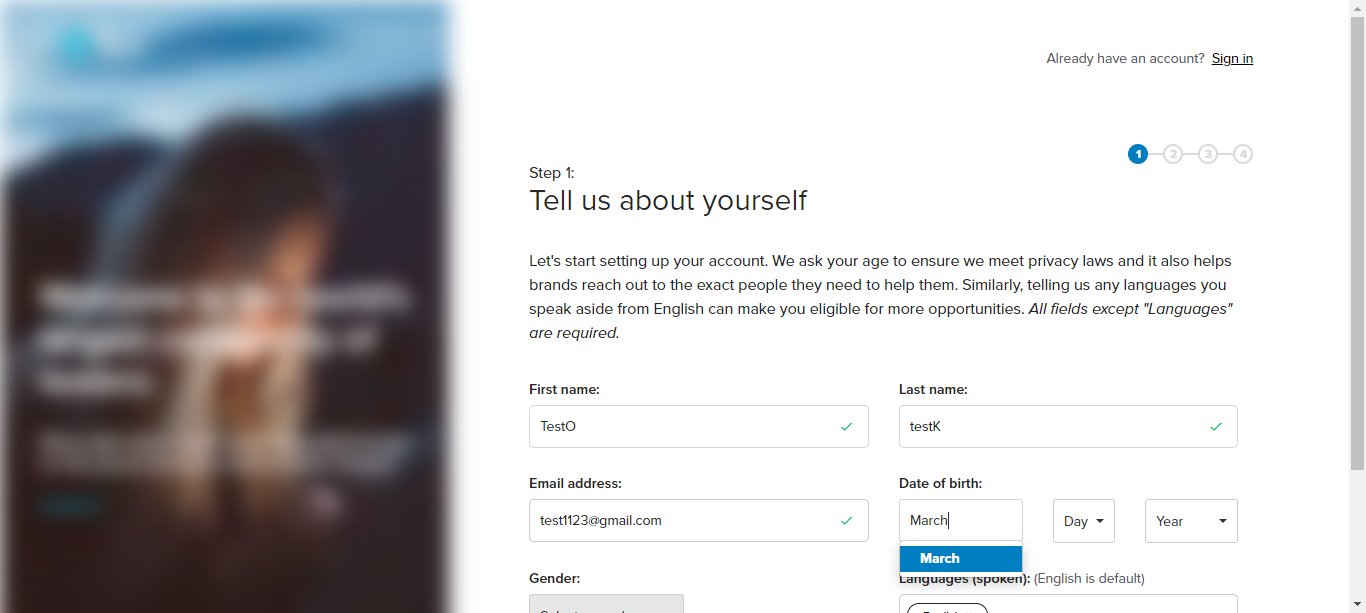 Already have an account? Sign in
1 2 3 4
Step 1:
Tell us about yourself
Let's start setting up your account. We ask your age to ensure we meet privacy laws and it also helps
brands reach out to the exact people they need to help them. Similarly, telling us any languages you
speak aside from English can make you eligible for more opportunities. All fields except "Languages"
are required.
First name: Last name:
TestO testK
Email address: Date of birth:
test1123@gmail.com March Day Year
March
Gender: Languages (spoken): (English is default)